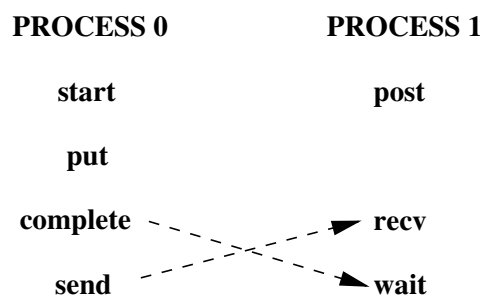 PROCESS 0 PROCESS 1
start post
put
complete recv
send wait